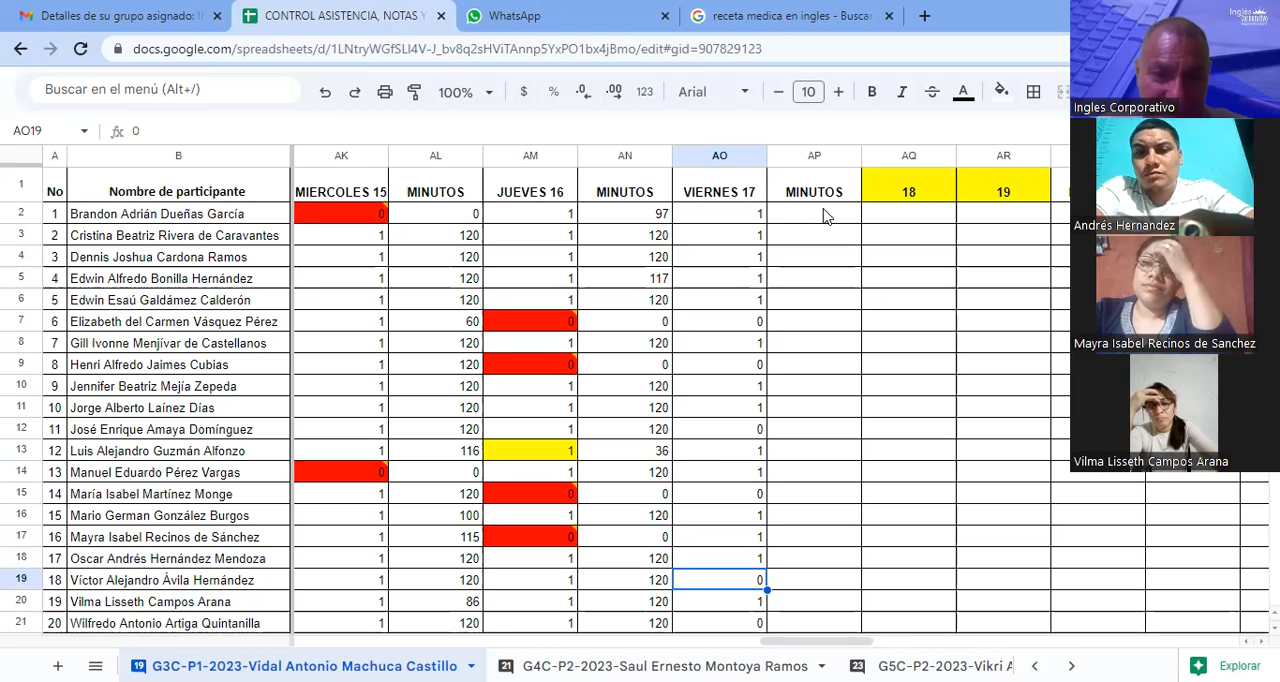 Detalles de su grupo asignado: I
CONTROL ASISTENCIA, NOTAS Y
WhatsApp
receta medica en ingles - Buscar
docs.google.com/spreadsheets/d/1LNtryWGfSLI4V-J_bv8q2sHViTAnnp5YxPO1bx4jBmo/edit#gid=907829123
Buscar en el menú (Alt+/)
100%
$ % .0 .00 123
Arial
10
B I A
AO19
fx 0
A B AK AL AM AN AO AP AQ AR
1 No Nombre de participante MIERCOLES 15 MINUTOS JUEVES 16 MINUTOS VIERNES 17 MINUTOS 18 19
2 1 Brandon Adrián Dueñas García 0 0 1 97 1
3 2 Cristina Beatriz Rivera de Caravantes 1 120 1 120 1
4 3 Dennis Joshua Cardona Ramos 1 120 1 120 1
5 4 Edwin Alfredo Bonilla Hernández 1 120 1 117 1
6 5 Edwin Esaú Galdámez Calderón 1 120 1 120 1
7 6 Elizabeth del Carmen Vásquez Pérez 1 60 0 0 0
8 7 Gill Ivonne Menjívar de Castellanos 1 120 1 120 1
9 8 Henri Alfredo Jaimes Cubias 1 120 0 0 0
10 9 Jennifer Beatriz Mejía Zepeda 1 120 1 120 1
11 10 Jorge Alberto Laínez Días 1 120 1 120 1
12 11 José Enrique Amaya Domínguez 1 120 1 120 0
13 12 Luis Alejandro Guzmán Alfonzo 1 116 1 36 1
14 13 Manuel Eduardo Pérez Vargas 0 0 1 120 1
15 14 María Isabel Martínez Monge 1 120 0 0 0
16 15 Mario German González Burgos 1 100 1 120 1
17 16 Mayra Isabel Recinos de Sánchez 1 115 0 0 1
18 17 Oscar Andrés Hernández Mendoza 1 120 1 120 1
19 18 Víctor Alejandro Ávila Hernández 1 120 1 120 0
20 19 Vilma Lisseth Campos Arana 1 86 1 120 1
21 20 Wilfredo Antonio Artiga Quintanilla 1 120 1 120 0
19 G3C-P1-2023-Vidal Antonio Machuca Castillo
21 G4C-P2-2023-Saul Ernesto Montoya Ramos
23 G5C-P2-2023-Vikri A
Explorar
Ingles Corporativo
Ingles Corporativo
Andrés Hernandez
Mayra Isabel Recinos de Sanchez
Vilma Lisseth Campos Arana